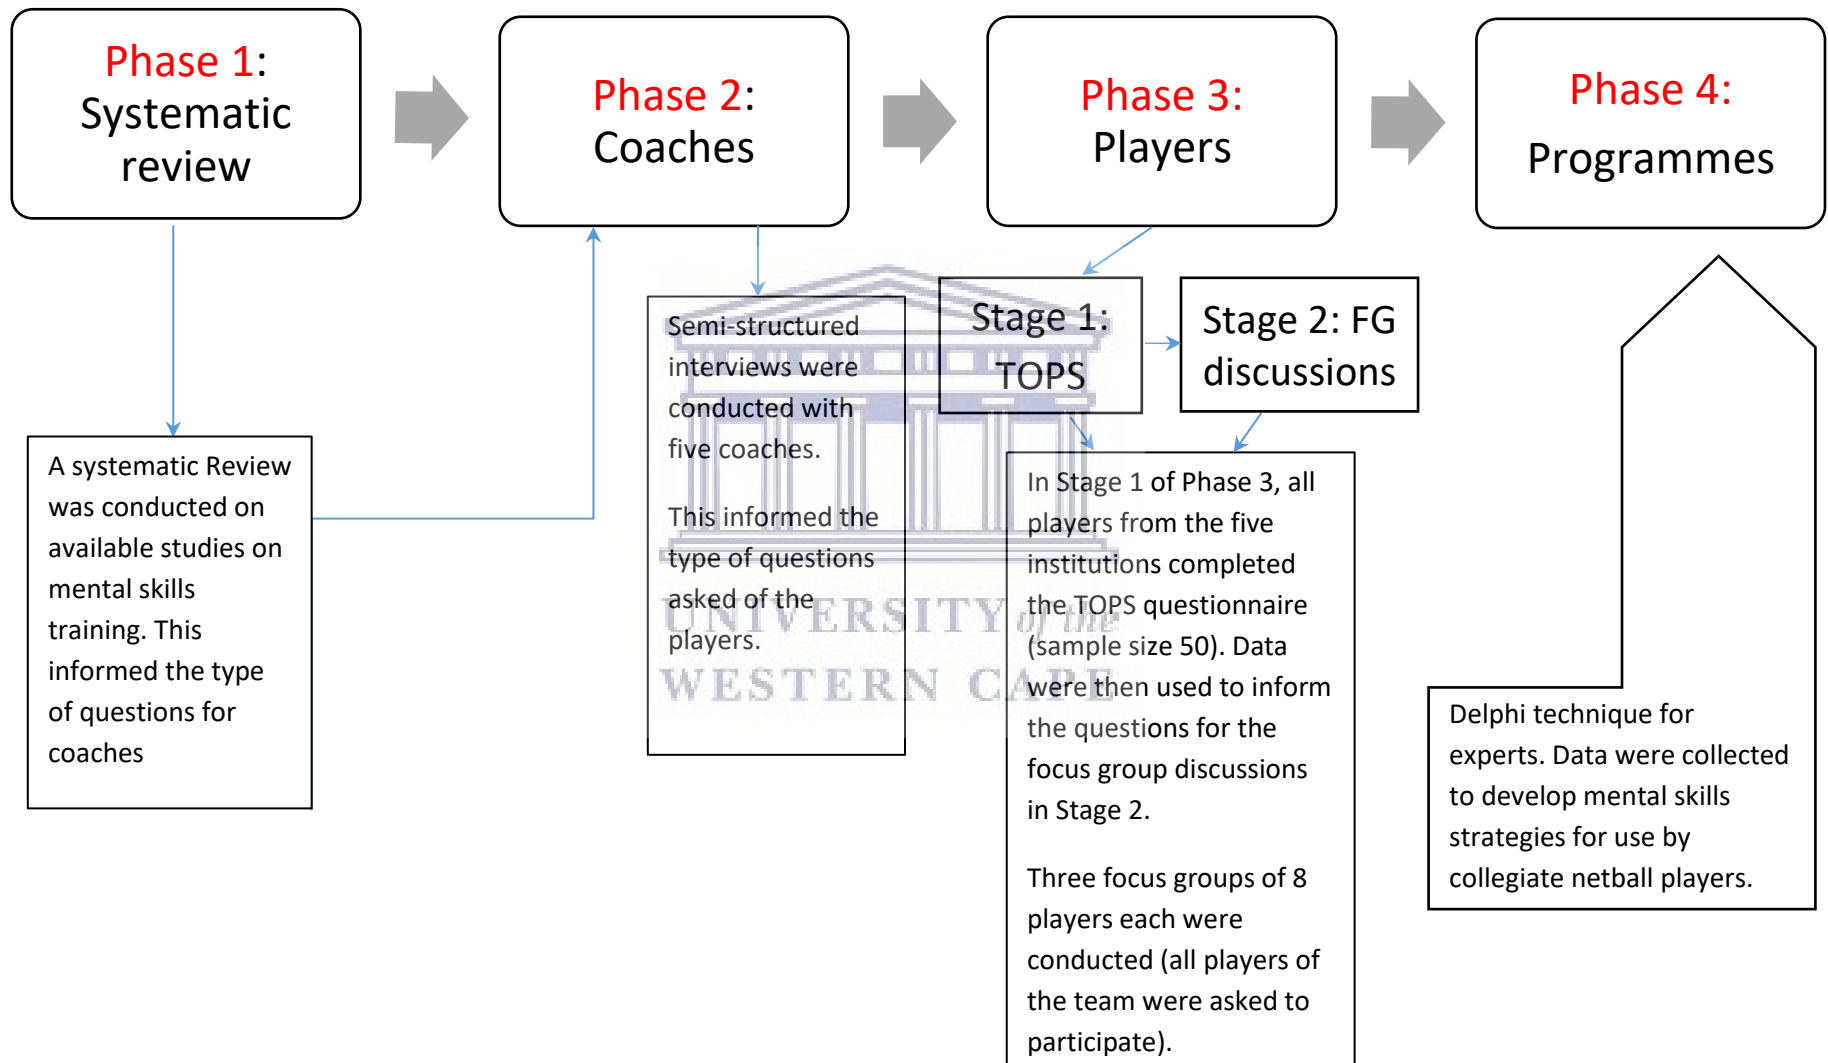 Phase 1:
Systematic
review
Phase 2:
Coaches
Phase 3:
Players
Phase 4:
Programmes
A systematic Review
was conducted on
available studies on
mental skills
training. This
informed the type
of questions for
coaches
Semi-structured
interviews were
conducted with
five coaches.
This informed the
type of questions
asked of the
players.
Stage 1:
TOPS
Stage 2: FG
discussions
In Stage 1 of Phase 3, all
players from the five
institutions completed
the TOPS questionnaire
(sample size 50). Data
were then used to inform
the questions for the
focus group discussions
in Stage 2.
Three focus groups of 8
players each were
conducted (all players of
the team were asked to
participate).
Delphi technique for
experts. Data were collected
to develop mental skills
strategies for use by
collegiate netball players.
UNIVERSITY of the
WESTERN CAPE